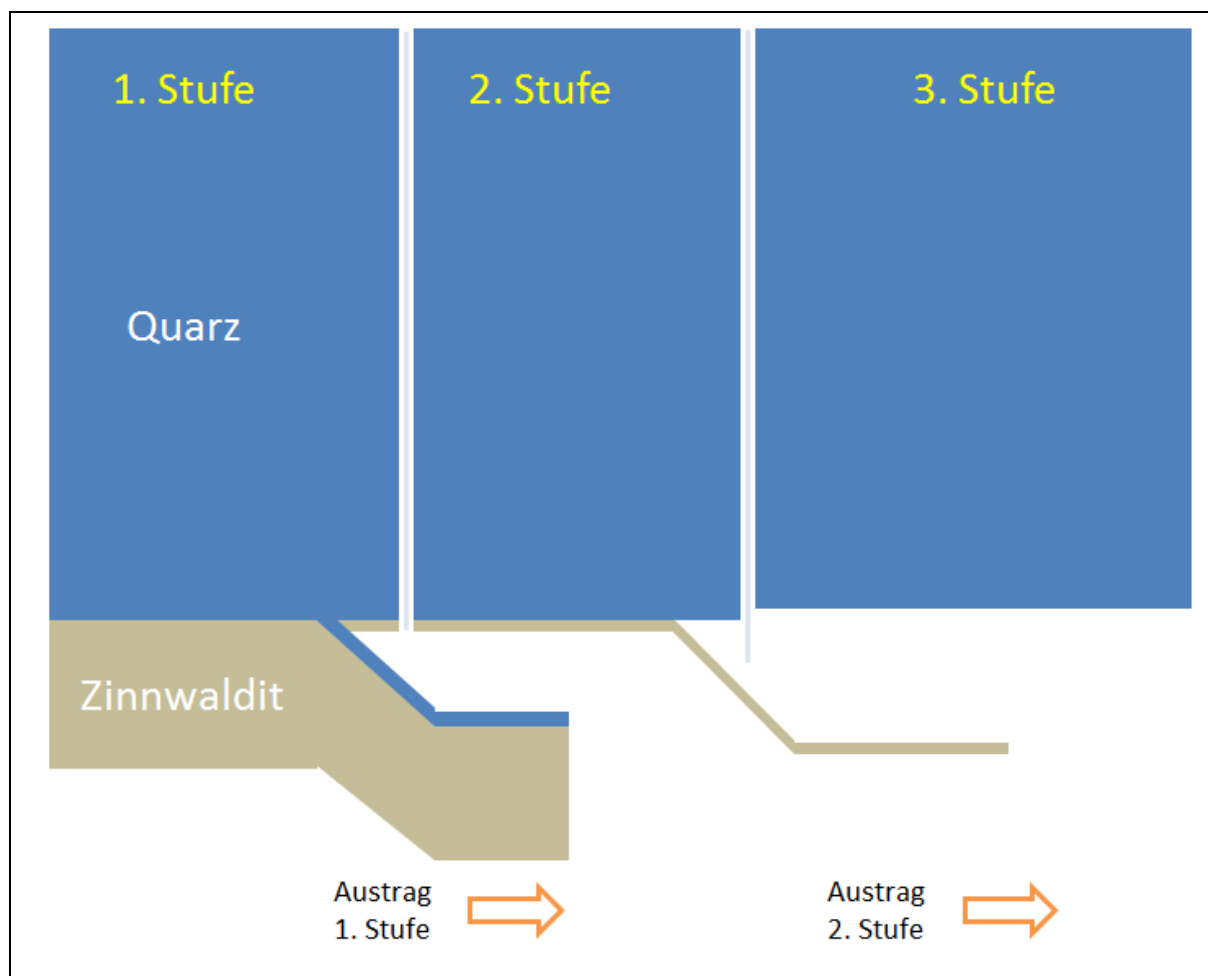 1. Stufe
2. Stufe
3. Stufe
Quarz
Zinnwaldit
Austrag
1. Stufe
Austrag
2. Stufe